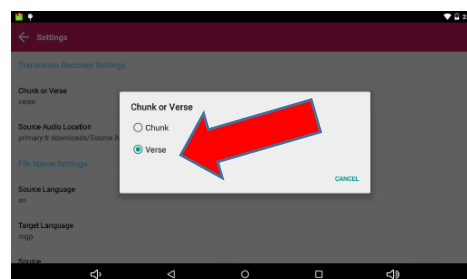 Settings
Translation Recorder Settings
Chunk or Verse
verse
Source Audio Location
primary:tr downloads/Source A
File Name Settings
Source Language
en
Target Language
mgp
Source
Chunk or Verse
Chunk
Verse
CANCEL